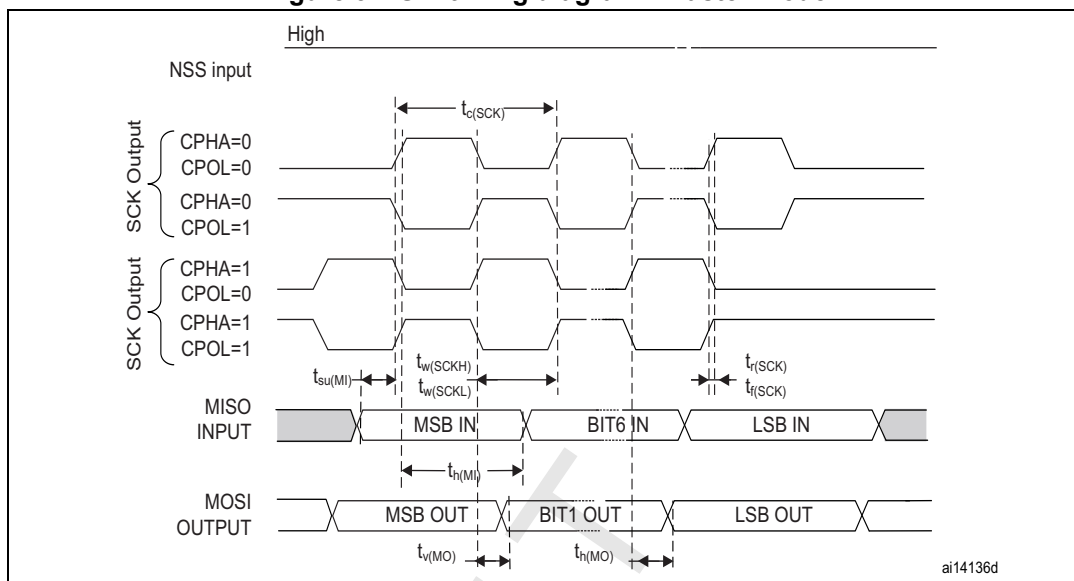 High
NSS input
tc(SCK)
SCK Output
CPHA=0
CPOL=0
CPHA=0
CPOL=1
SCK Output
CPHA=1
CPOL=0
CPHA=1
CPOL=1
tsu(MI)
tw(SCKH)
tw(SCKL)
tr(SCK)
tf(SCK)
MISO
INPUT
MSB IN
BIT6 IN
LSB IN
th(MI)
MOSI
OUTPUT
MSB OUT
BIT1 OUT
LSB OUT
tv(MO)
th(MO)
ai14136d